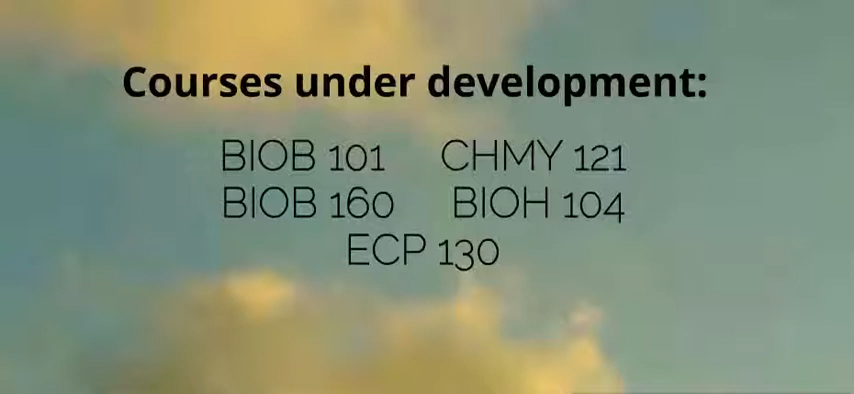 Courses under development:
BIOB 101 CHMY 121
BIOB 160 BIOH 104
ECP 130